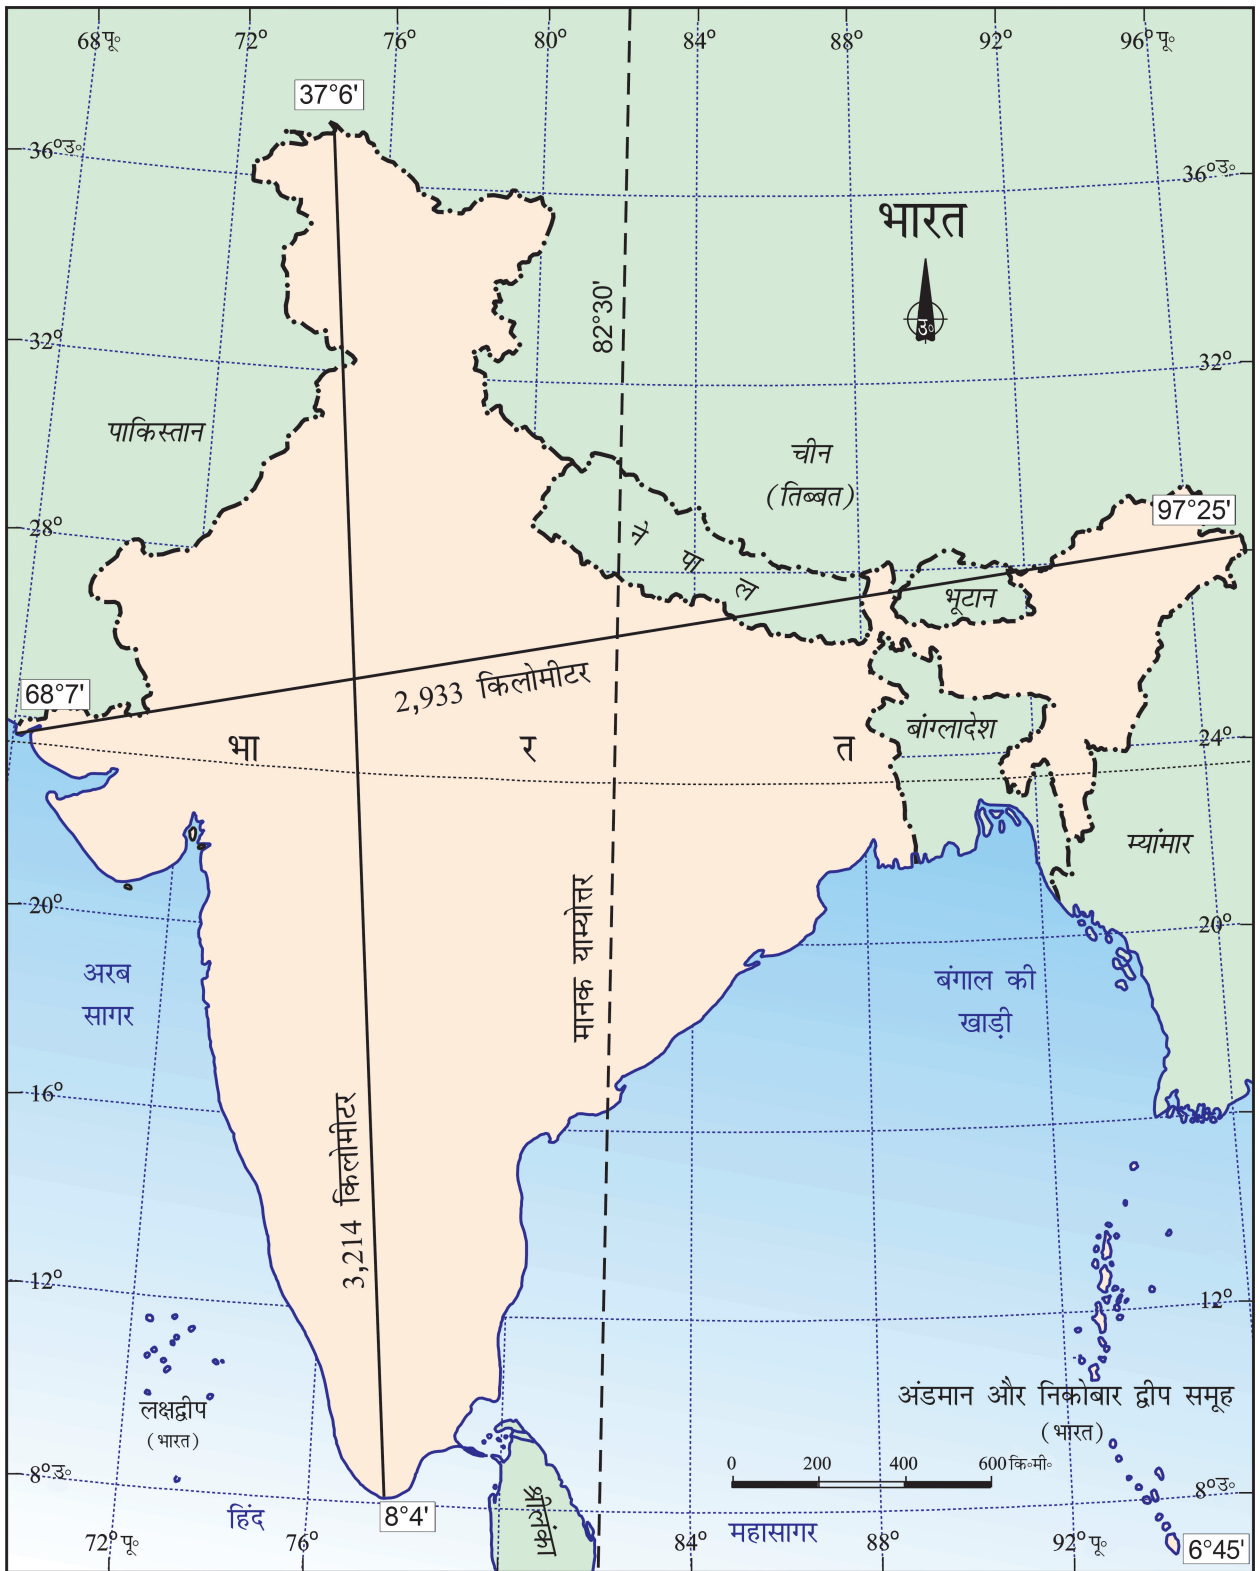 68°पू॰ 72° 76° 80° 84° 88° 92° 96°पू॰
37°6'
36°उ॰ 36°उ॰
भारत
उ॰
82°30'
32° 32°
पाकिस्तान
चीन
(तिब्बत)
97°25'
28°
नेपाल
भूटान
68°7'
2,933 किलोमीटर
बांग्लादेश
भारत
24°
म्यांमार
मानक याम्योत्तर
20° 20°
अरब
सागर
बंगाल की
खाड़ी
16°
3,214 किलोमीटर
12° 12°
लक्षद्वीप
(भारत)
अंडमान और निकोबार द्वीप समूह
(भारत)
0 200 400 600 कि॰मी॰
8°उ॰ 8°उ॰
श्रीलंका
8°4'
हिंद महासागर
72°पू॰ 76° 84° 88° 92°पू॰
6°45'